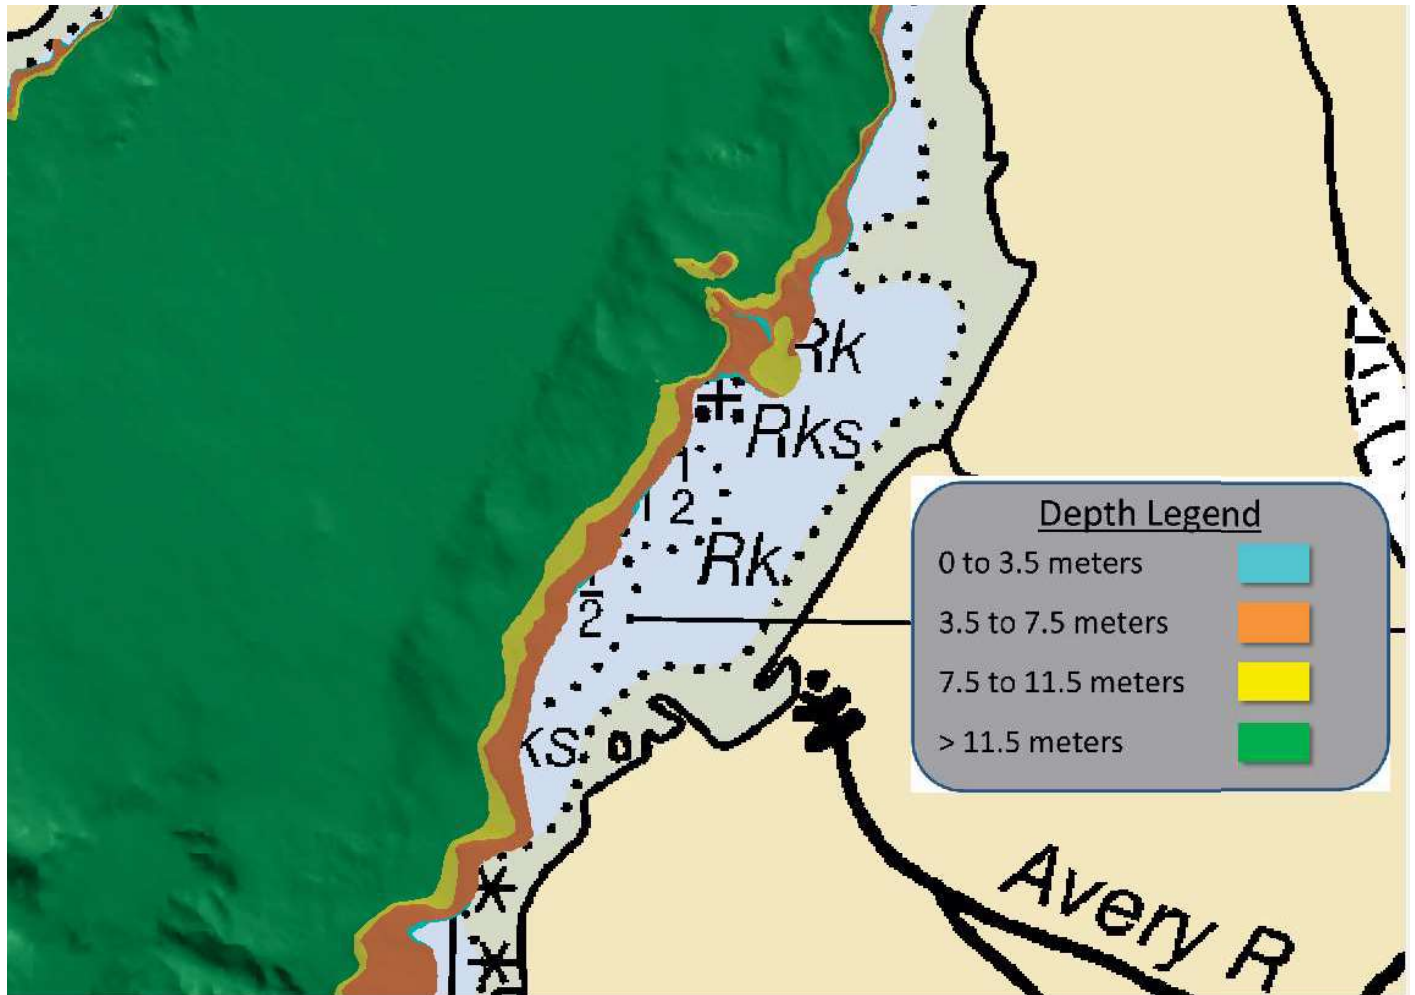 Rk
Rks
1
1 2
Rk
2
ks
Depth Legend
0 to 3.5 meters
3.5 to 7.5 meters
7.5 to 11.5 meters
> 11.5 meters
Avery R